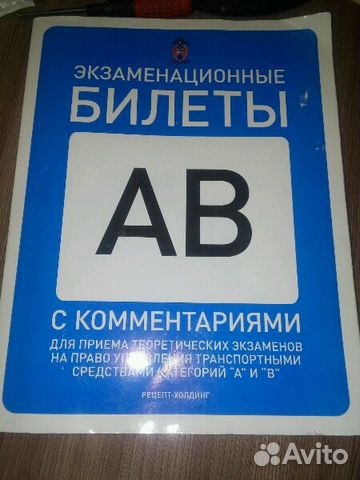 ЭКЗАМЕНАЦИОННЫЕ
БИЛЕТЫ
АВ
С КОММЕНТАРИЯМИ
ДЛЯ ПРИЕМА ТЕОРЕТИЧЕСКИХ ЭКЗАМЕНОВ
НА ПРАВО УПРАВЛЕНИЯ ТРАНСПОРТНЫМИ
СРЕДСТВАМИ КАТЕГОРИЙ "А" И "В"
РЕЦЕПТ-ХОЛДИНГ
Avito